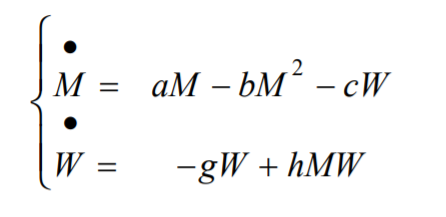 Ṁ = aM − bM² − cW
Ẇ = −gW + hMW